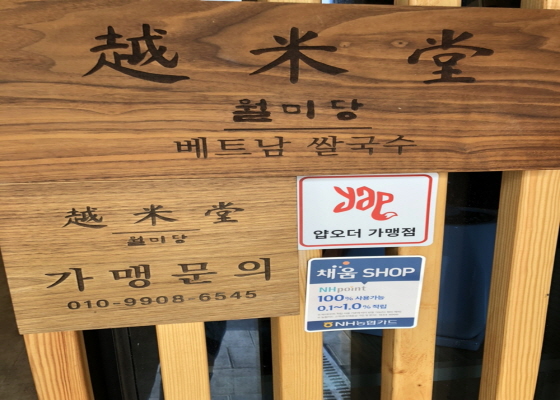 越米堂
월미당
베트남 쌀국수
越米堂
월미당
가맹문의
010-9908-6545
yap
얍오더 가맹점
채움 SHOP
NHpoint
100% 사용가능
0.1~1.0% 적립
NH농협카드